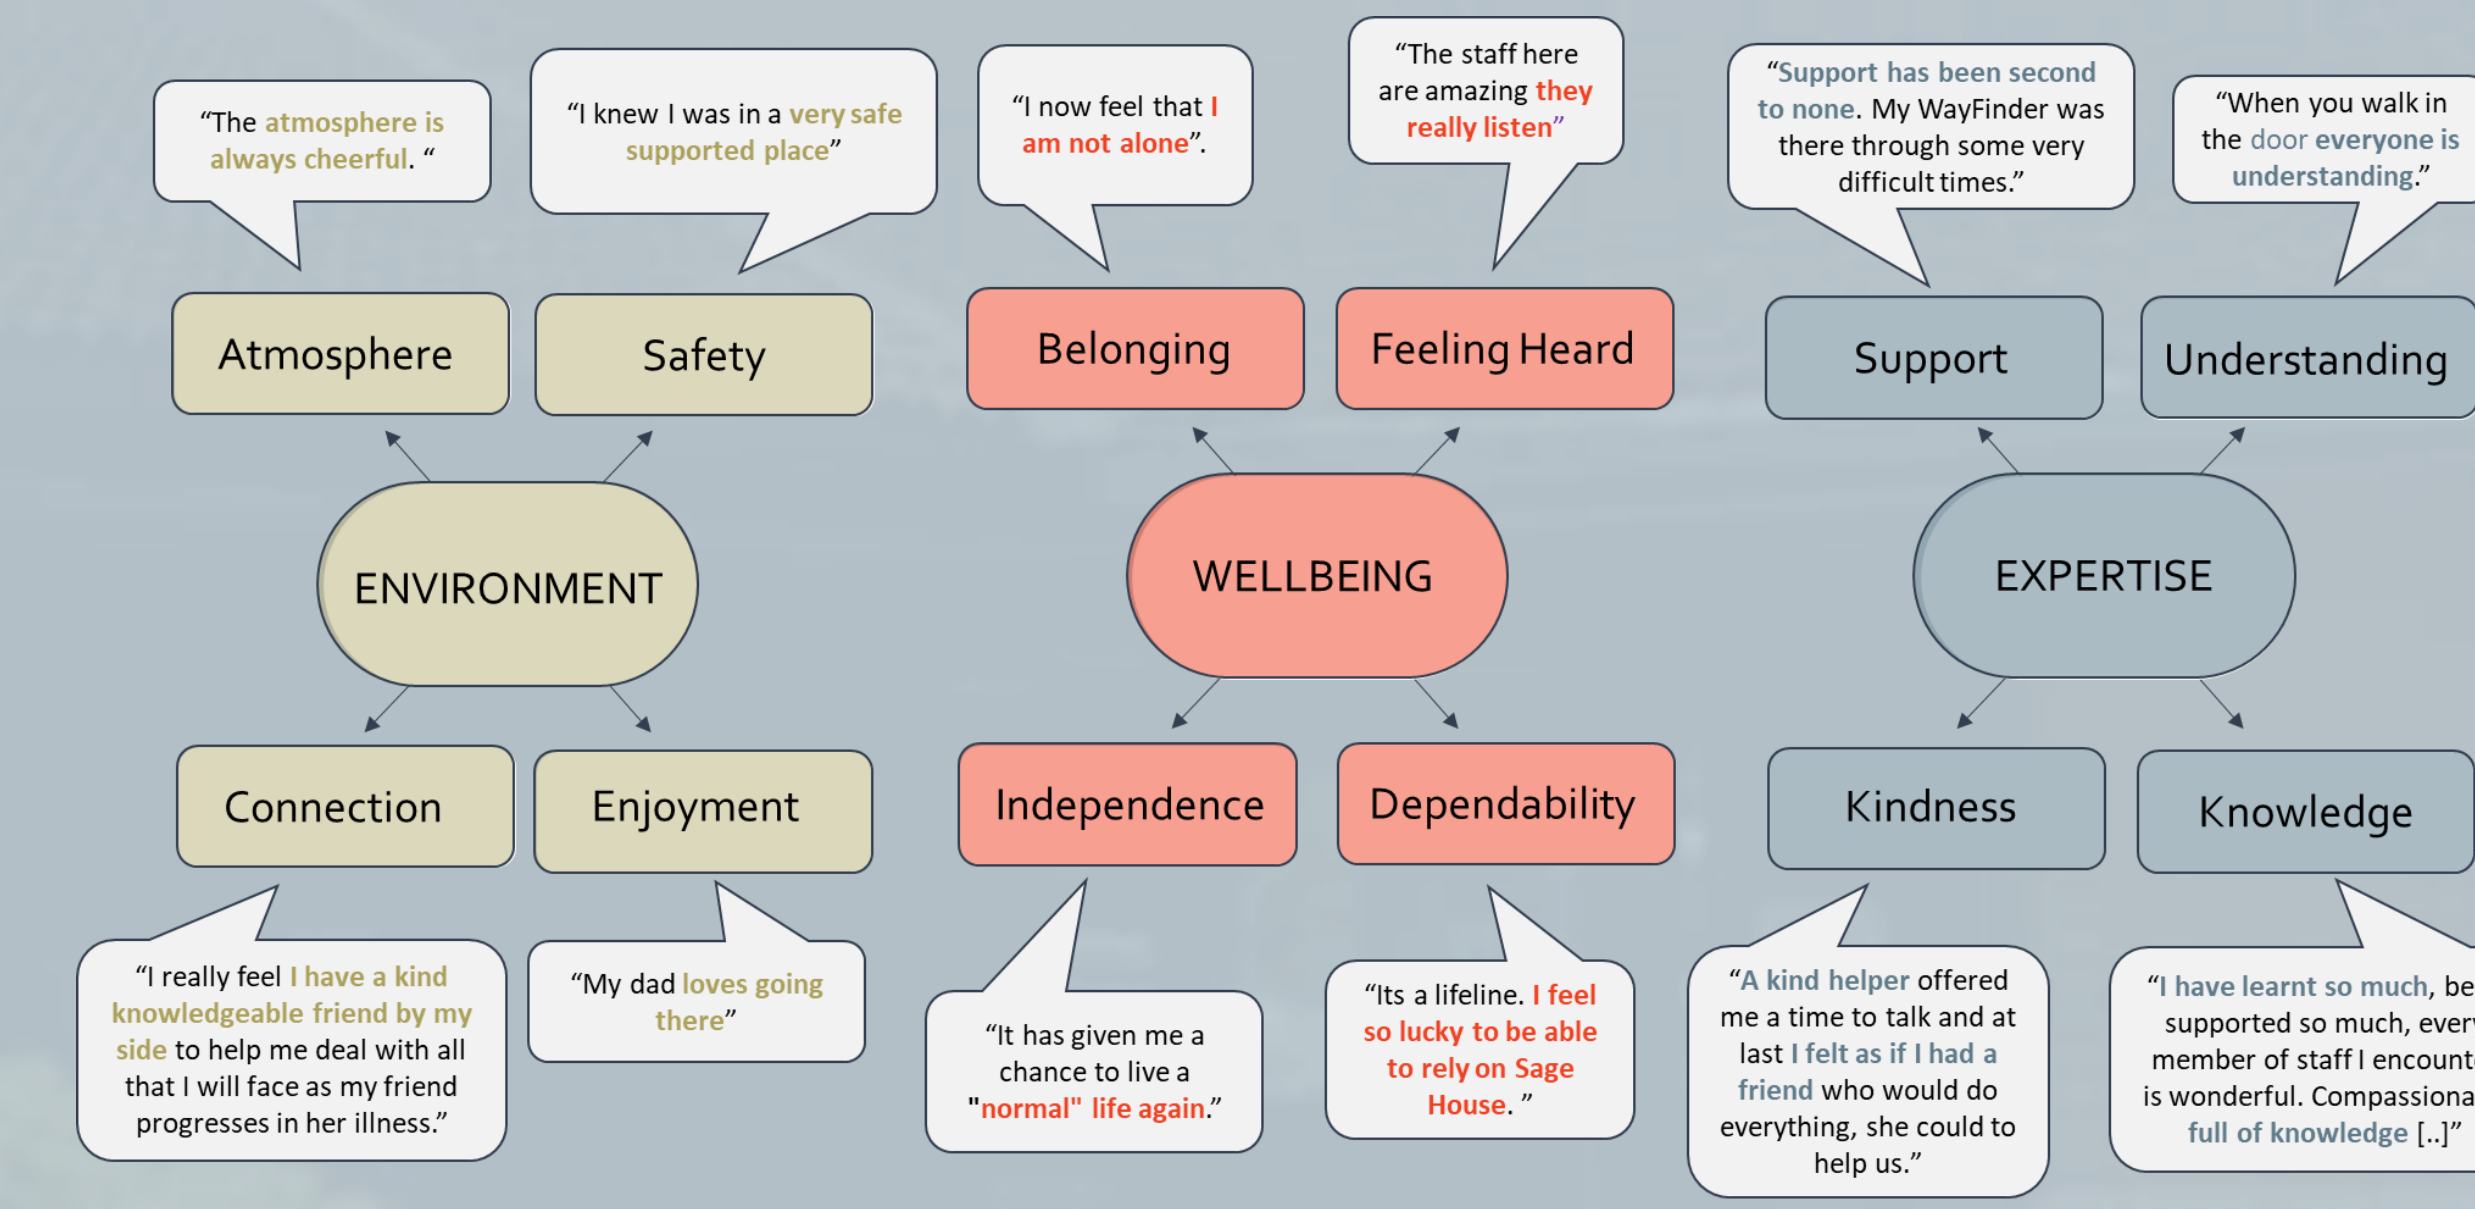 “The atmosphere is
always cheerful. “
“I knew I was in a very safe
supported place”
“I now feel that I
am not alone”.
“The staff here
are amazing they
really listen”
“Support has been second
to none. My WayFinder was
there through some very
difficult times.”
“When you walk in
the door everyone is
understanding.”
Atmosphere
Safety
Belonging
Feeling Heard
Support
Understanding
ENVIRONMENT
WELLBEING
EXPERTISE
Connection
Enjoyment
Independence
Dependability
Kindness
Knowledge
“I really feel I have a kind
knowledgeable friend by my
side to help me deal with all
that I will face as my friend
progresses in her illness.”
“My dad loves going
there”
“It has given me a
chance to live a
"normal" life again.”
“Its a lifeline. I feel
so lucky to be able
to rely on Sage
House. ”
“A kind helper offered
me a time to talk and at
last I felt as if I had a
friend who would do
everything, she could to
help us.”
“I have learnt so much,
supported so much,
member of staff I
is wonderful.
full of knowledge [..]”